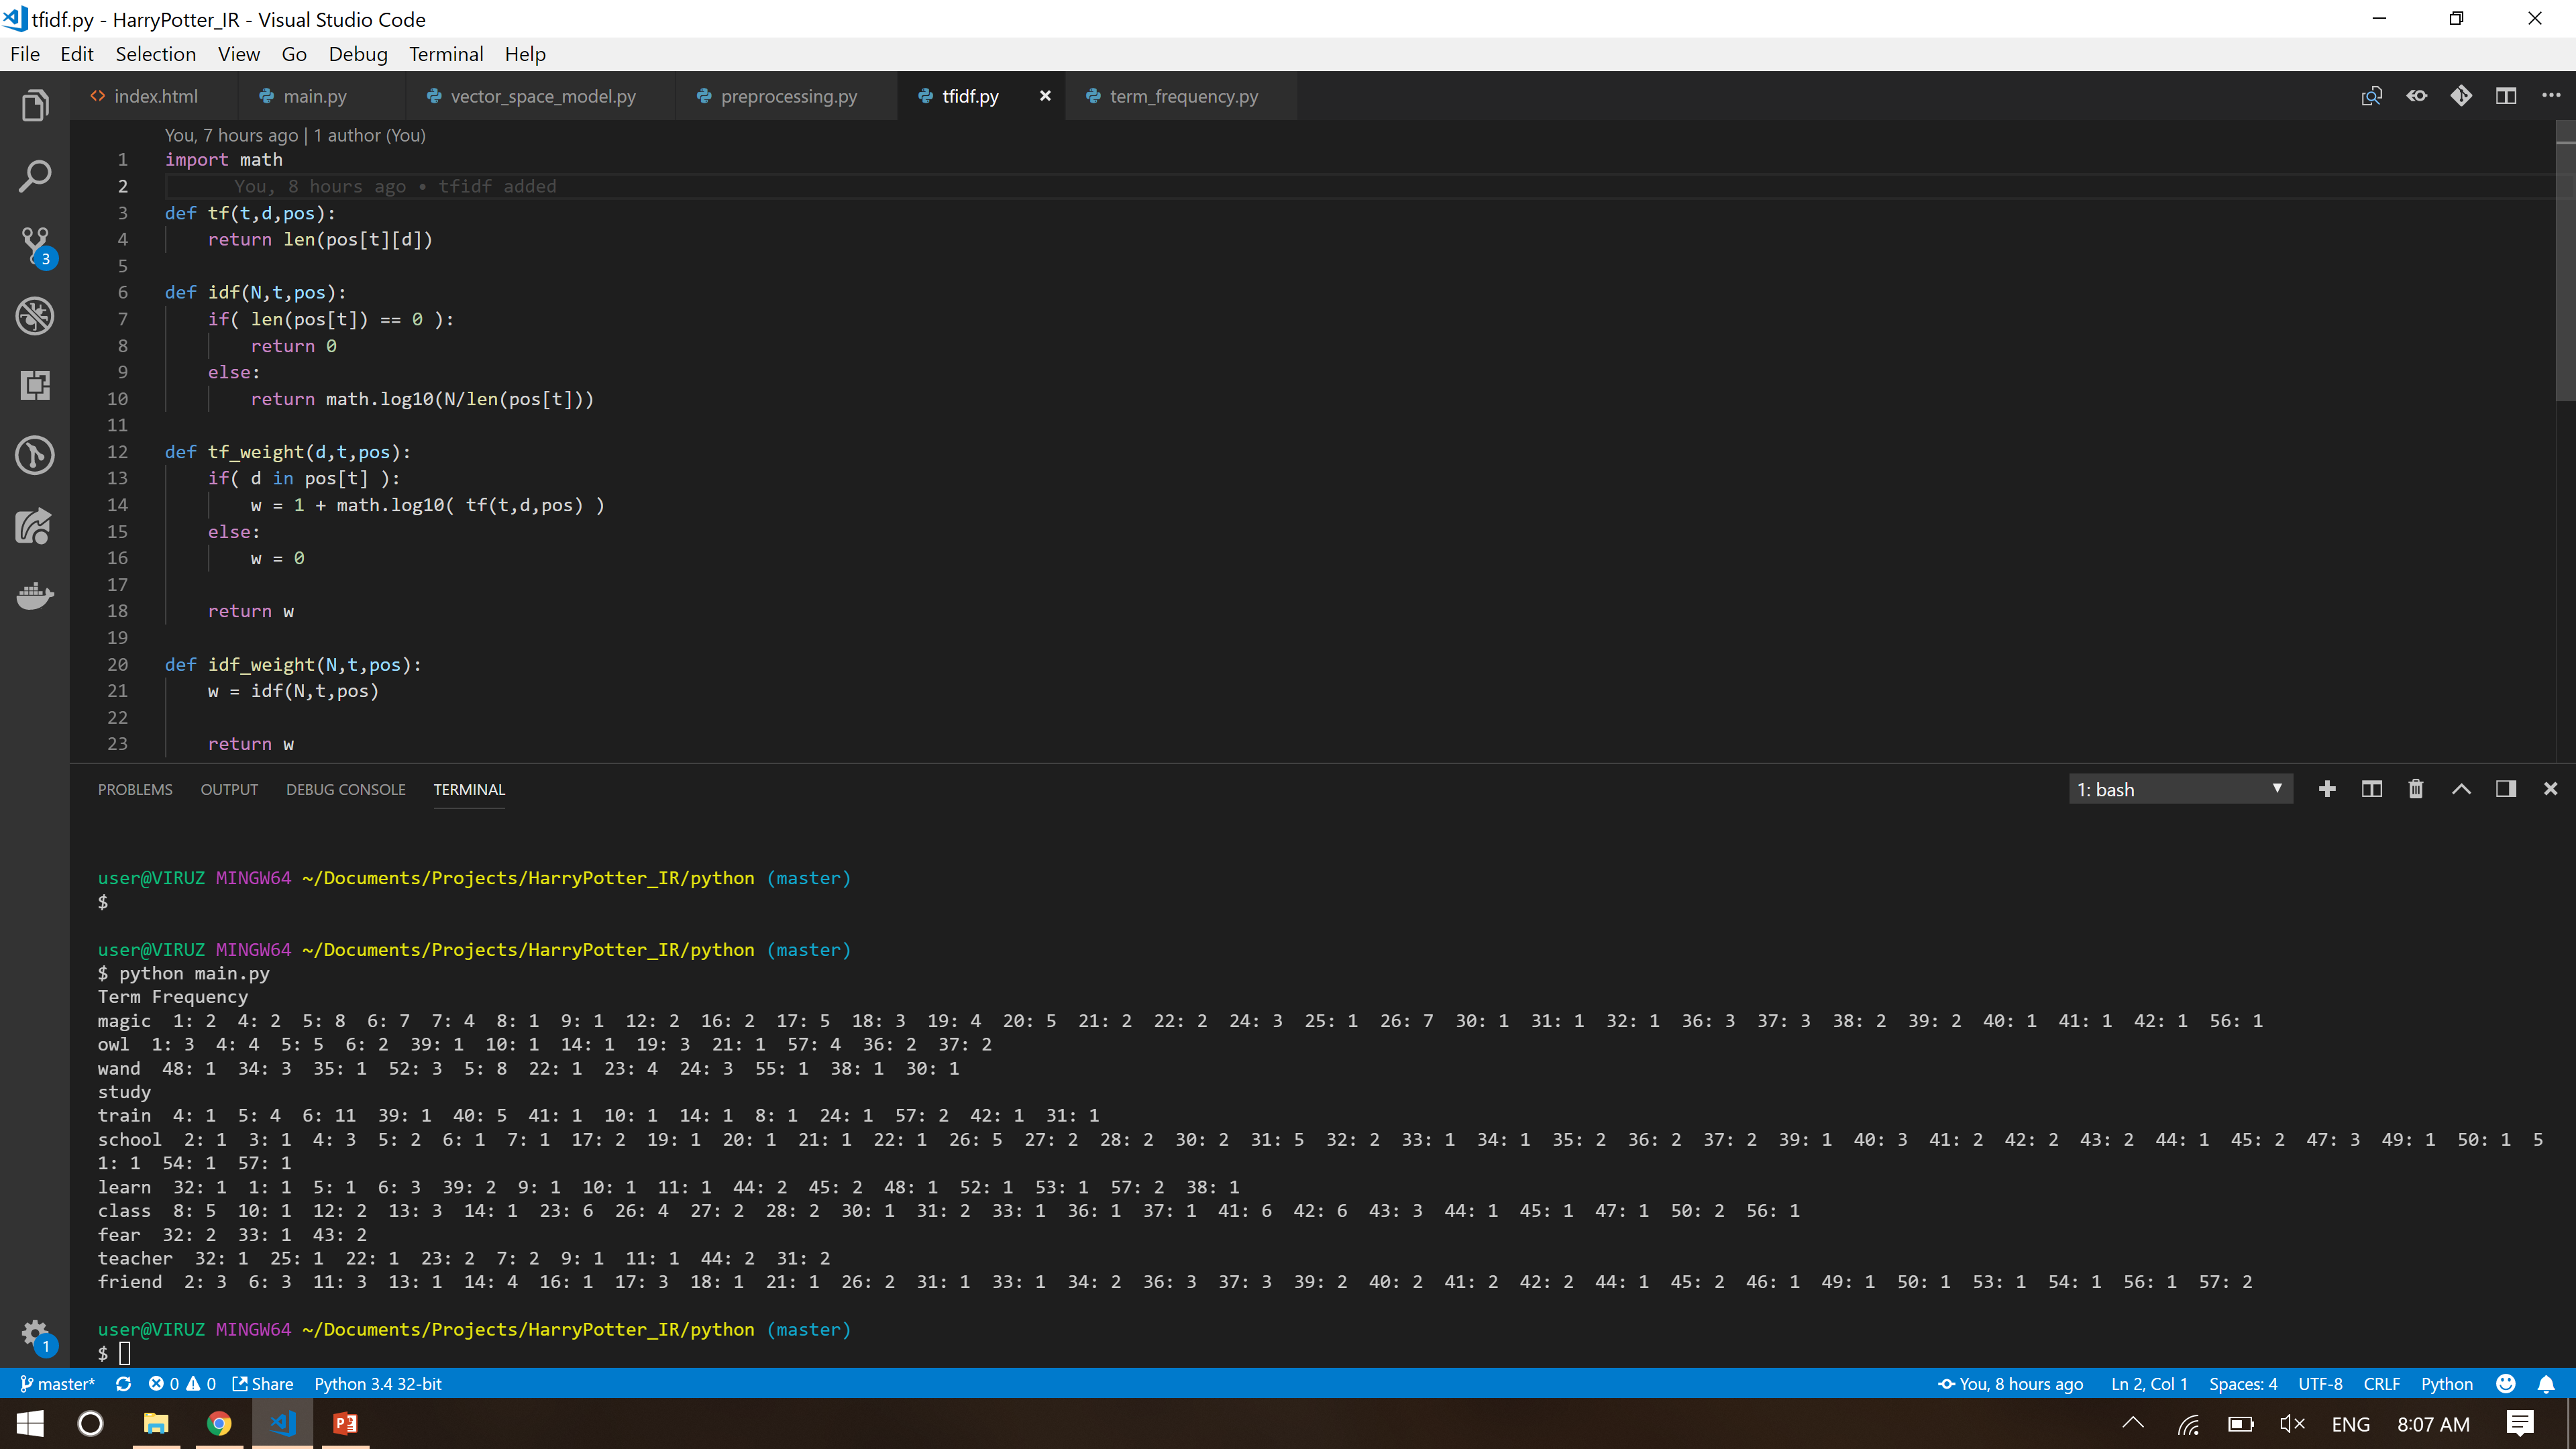 tfidf.py - HarryPotter_IR - Visual Studio Code
File Edit Selection View Go Debug Terminal Help
index.html main.py vector_space_model.py preprocessing.py tfidf.py term_frequency.py
You, 7 hours ago | 1 author (You)
1 import math
2 You, 8 hours ago • tfidf added
3 def tf(t,d,pos):
4 return len(pos[t][d])
5
6 def idf(N,t,pos):
7 if( len(pos[t]) == 0 ):
8 return 0
9 else:
10 return math.log10(N/len(pos[t]))
11
12 def tf_weight(d,t,pos):
13 if( d in pos[t] ):
14 w = 1 + math.log10( tf(t,d,pos) )
15 else:
16 w = 0
17
18 return w
19
20 def idf_weight(N,t,pos):
21 w = idf(N,t,pos)
22
23 return w
3
PROBLEMS OUTPUT DEBUG CONSOLE TERMINAL 1: bash
user@VIRUZ MINGW64 ~/Documents/Projects/HarryPotter_IR/python (master)
$
user@VIRUZ MINGW64 ~/Documents/Projects/HarryPotter_IR/python (master)
$ python main.py
Term Frequency
magic 1: 2 4: 2 5: 8 6: 7 7: 4 8: 1 9: 1 12: 2 16: 2 17: 5 18: 3 19: 4 20: 5 21: 2 22: 2 24: 3 25: 1 26: 7 30: 1 31: 1 32: 1 36: 3 37: 3 38: 2 39: 2 40: 1 41: 1 42: 1 56: 1
owl 1: 3 4: 4 5: 5 6: 2 39: 1 10: 1 14: 1 19: 3 21: 1 57: 4 36: 2 37: 2
wand 48: 1 34: 3 35: 1 52: 3 5: 8 22: 1 23: 4 24: 3 55: 1 38: 1 30: 1
study
train 4: 1 5: 4 6: 11 39: 1 40: 5 41: 1 10: 1 14: 1 8: 1 24: 1 57: 2 42: 1 31: 1
school 2: 1 3: 1 4: 3 5: 2 6: 1 7: 1 17: 2 19: 1 20: 1 21: 1 22: 1 26: 5 27: 2 28: 2 30: 2 31: 5 32: 2 33: 1 34: 1 35: 2 36: 2 37: 2 39: 1 40: 3 41: 2 42: 2 43: 2 44: 1 45: 2 47: 3 49: 1 50: 1 5
1: 1 54: 1 57: 1
learn 32: 1 1: 1 5: 1 6: 3 39: 2 9: 1 10: 1 11: 1 44: 2 45: 2 48: 1 52: 1 53: 1 57: 2 38: 1
class 8: 5 10: 1 12: 2 13: 3 14: 1 23: 6 26: 4 27: 2 28: 2 30: 1 31: 2 33: 1 36: 1 37: 1 41: 6 42: 6 43: 3 44: 1 45: 1 47: 1 50: 2 56: 1
fear 32: 2 33: 1 43: 2
teacher 32: 1 25: 1 22: 1 23: 2 7: 2 9: 1 11: 1 44: 2 31: 2
friend 2: 3 6: 3 11: 3 13: 1 14: 4 16: 1 17: 3 18: 1 21: 1 26: 2 31: 1 33: 1 34: 2 36: 3 37: 3 39: 2 40: 2 41: 2 42: 2 44: 1 45: 2 46: 1 49: 1 50: 1 53: 1 54: 1 56: 1 57: 2
user@VIRUZ MINGW64 ~/Documents/Projects/HarryPotter_IR/python (master)
$
1
master* 0 0 Share Python 3.4 32-bit You, 8 hours ago Ln 2, Col 1 Spaces: 4 UTF-8 CRLF Python
ENG 8:07 AM